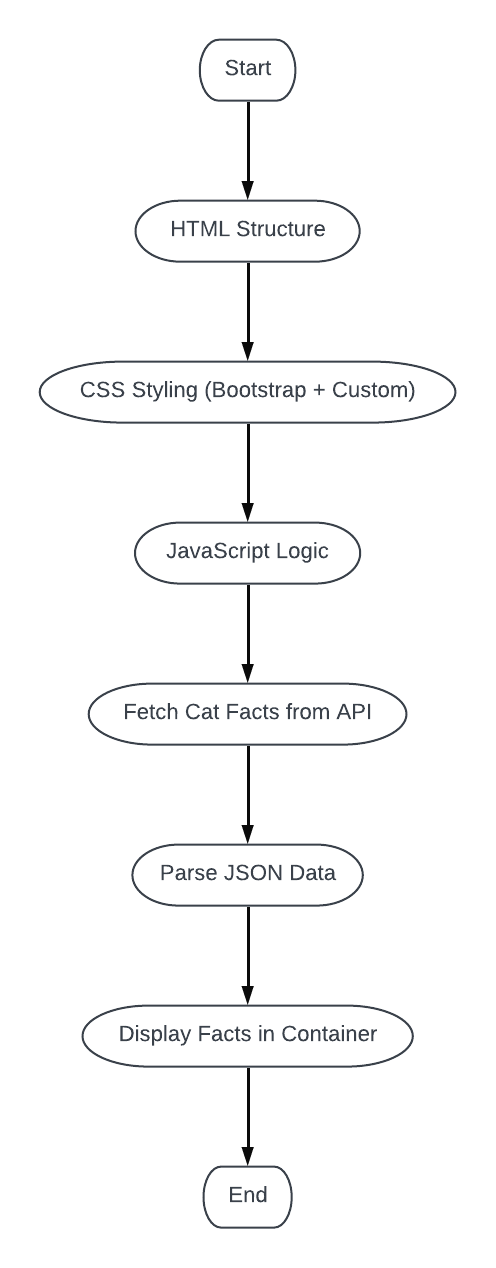 Start
HTML Structure
CSS Styling (Bootstrap + Custom)
JavaScript Logic
Fetch Cat Facts from API
Parse JSON Data
Display Facts in Container
End